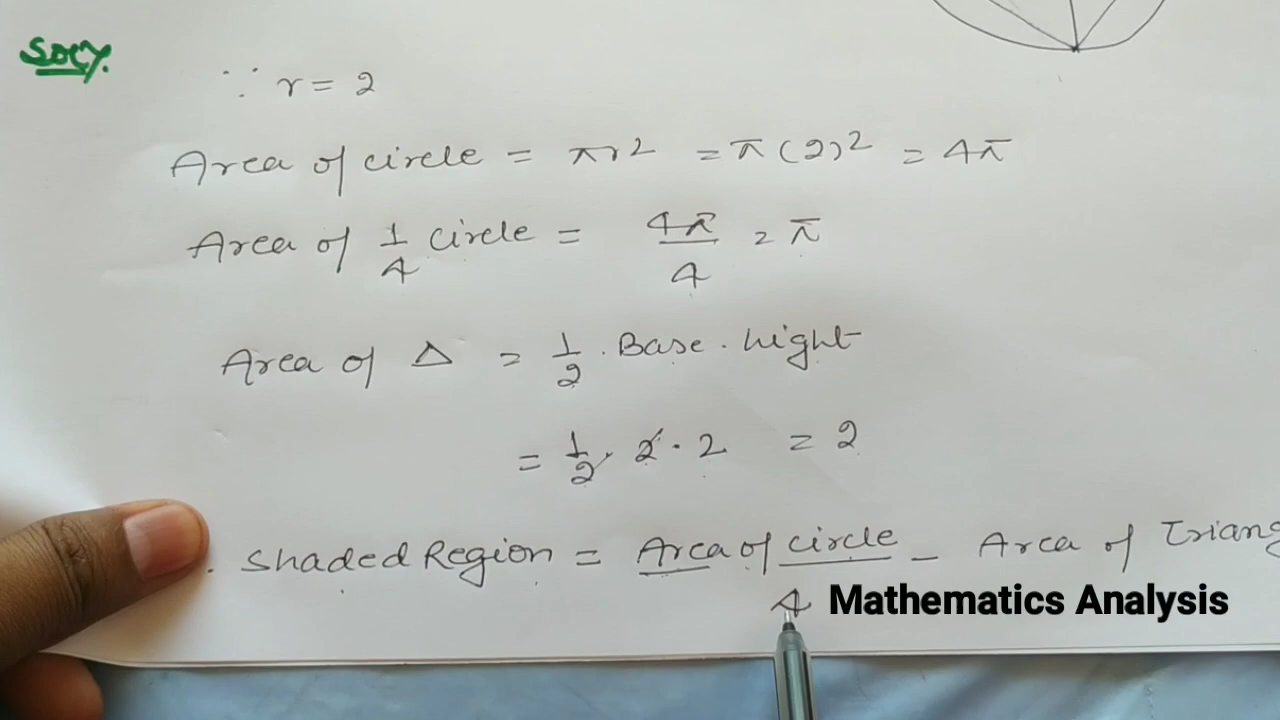 Soln.
∵ r = 2
Area of circle = πr² = π(2)² = 4π
Area of 1/4 circle = 4π/4 = π
Area of Δ = 1/2 . Base . hight
= 1/2 . 2 . 2 = 2
. Shaded Region = Area of circle/4 – Area of Triang
Mathematics Analysis